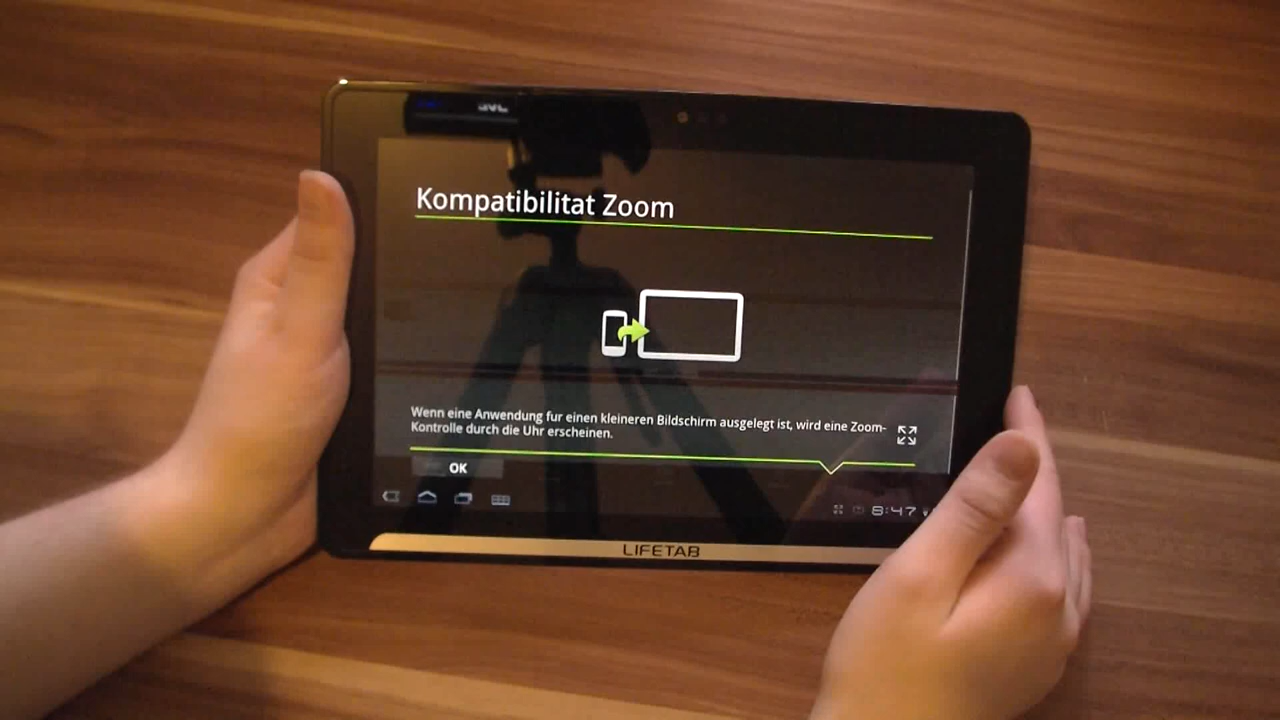 JVC
Kompatibilitat Zoom
Wenn eine Anwendung fur einen kleineren Bildschirm ausgelegt ist, wird eine Zoom-
Kontrolle durch die Uhr erscheinen.
OK
8:47
LIFETAB